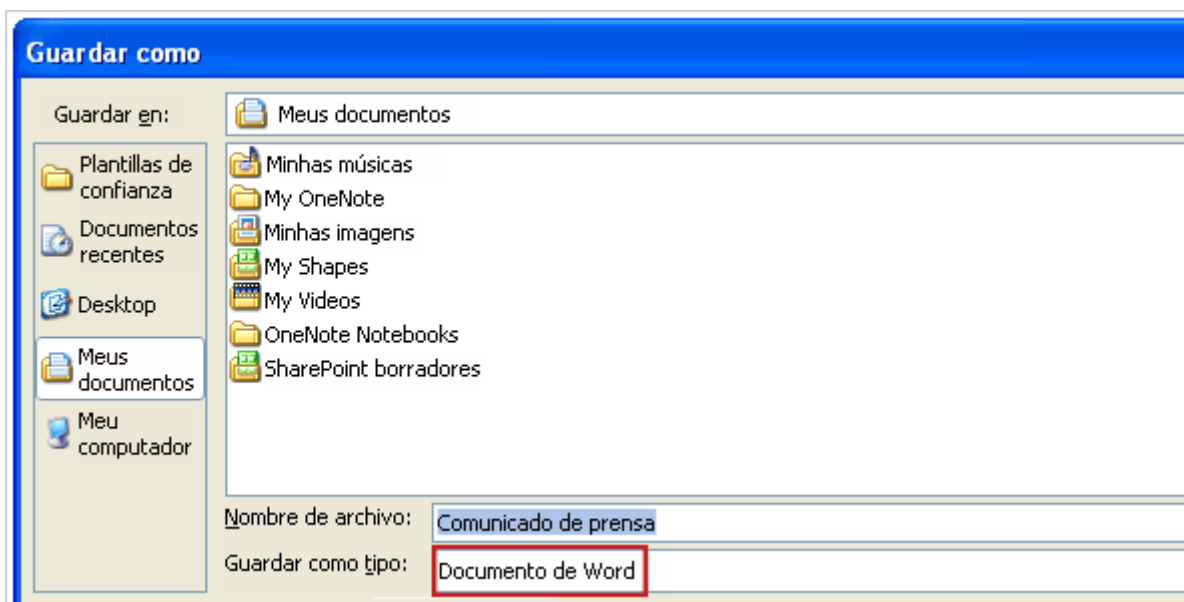 Guardar como
Guardar en:
Meus documentos
Plantillas de
confianza
Documentos
recentes
Desktop
Meus
documentos
Meu
computador
Minhas músicas
My OneNote
Minhas imagens
My Shapes
My Videos
OneNote Notebooks
SharePoint borradores
Nombre de archivo:
Comunicado de prensa
Guardar como tipo:
Documento de Word